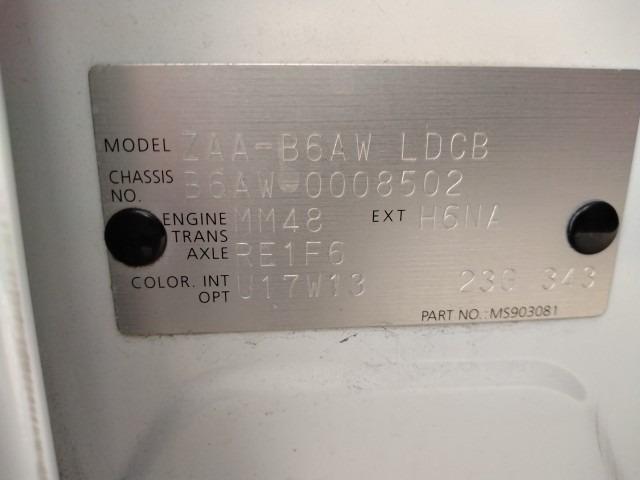 MODEL ZAA-B6AW LDCB
CHASSIS NO. B6AW-0008502
ENGINE MM48 EXT H6NA
TRANS AXLE RE1F6
COLOR. INT OPT U17W13 23G 343
PART NO.:MS903081